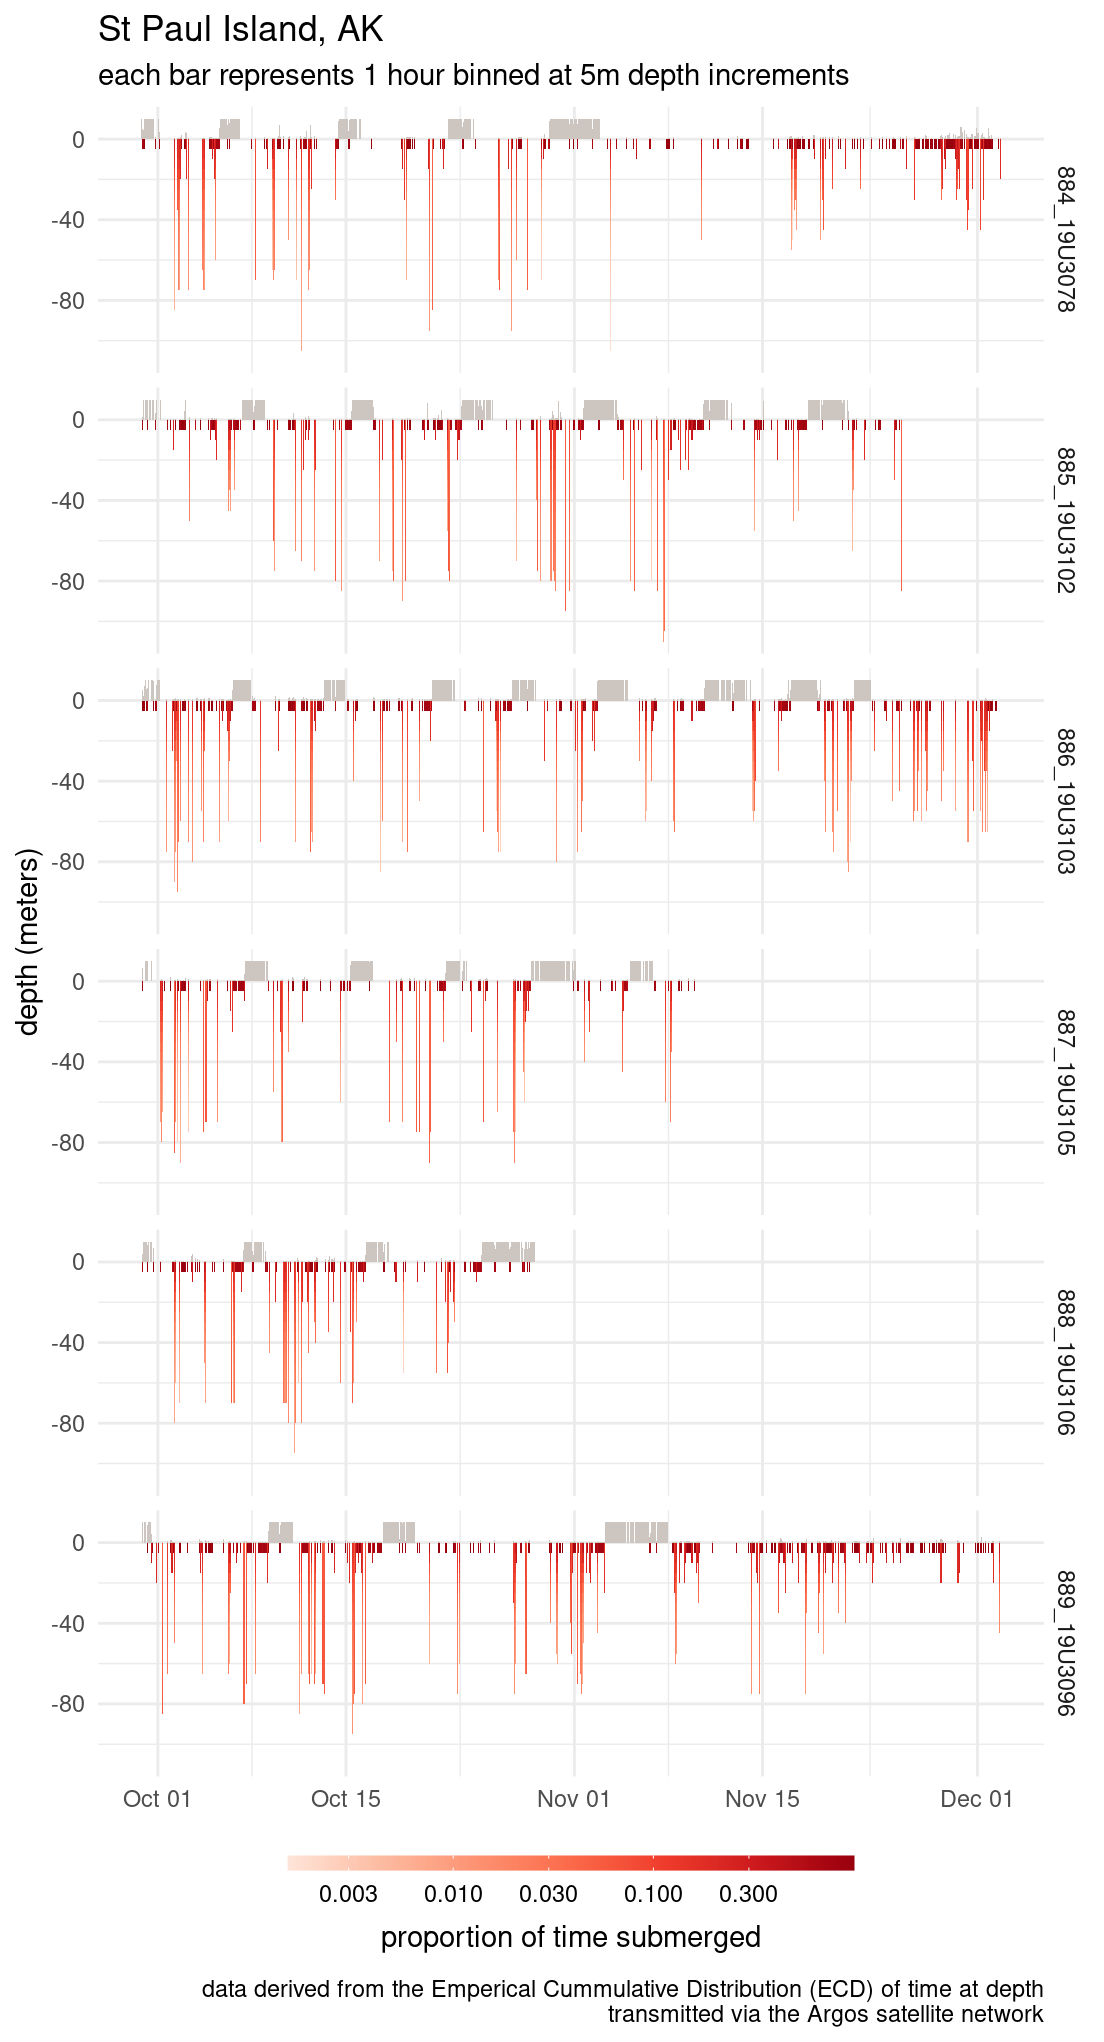 St Paul Island, AK
each bar represents 1 hour binned at 5m depth increments
depth (meters)
0
-40
-80
884_19U3078
0
-40
-80
885_19U3102
0
-40
-80
886_19U3103
0
-40
-80
887_19U3105
0
-40
-80
888_19U3106
0
-40
-80
889_19U3096
Oct 01 Oct 15 Nov 01 Nov 15 Dec 01
0.003 0.010 0.030 0.100 0.300
proportion of time submerged
data derived from the Emperical Cummulative Distribution (ECD) of time at depth
transmitted via the Argos satellite network